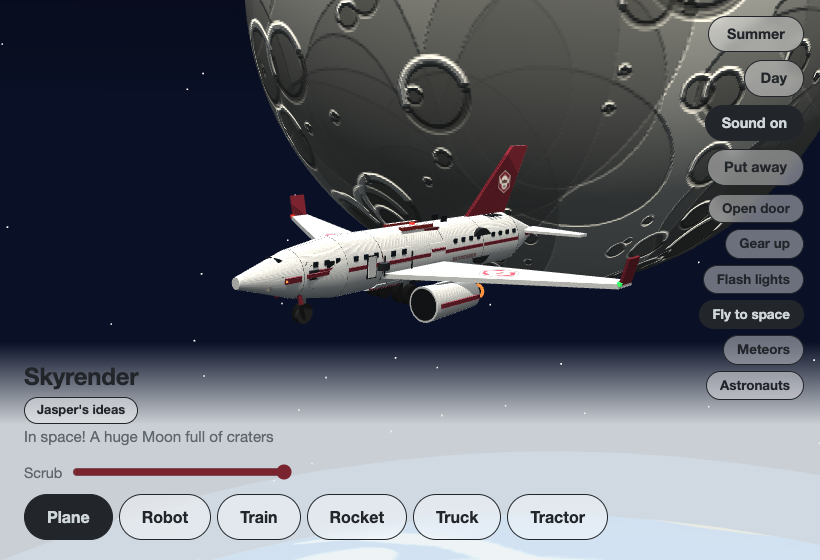 Summer
Day
Sound on
Put away
Open door
Gear up
Flash lights
Fly to space
Meteors
Astronauts
Skyrender
Jasper's ideas
In space! A huge Moon full of craters
Scrub
Plane Robot Train Rocket Truck Tractor